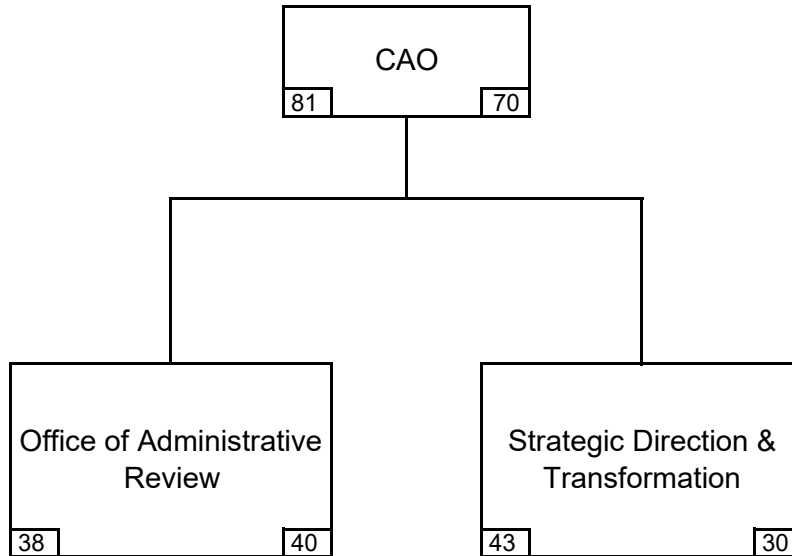 CAO
81
70
Office of Administrative
Review
38
40
Strategic Direction &
Transformation
43
30